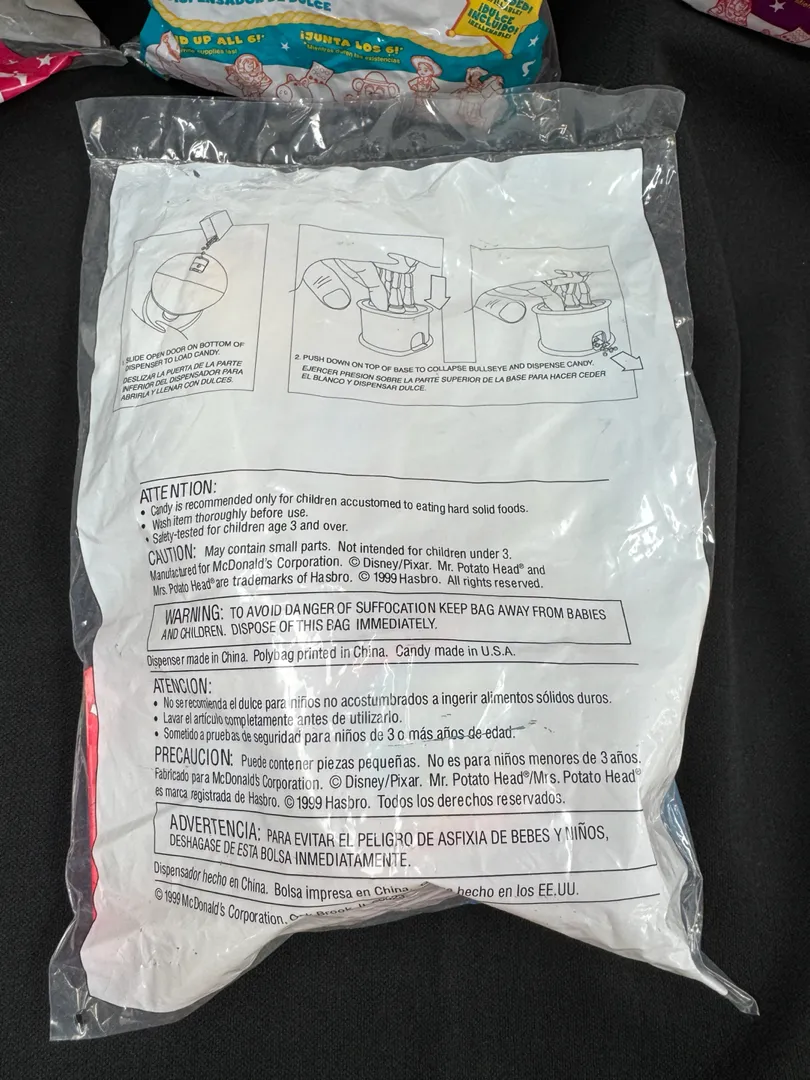 DISPENSADOR DE DULCE
¡DULCE
INCLUIDO!
D UP ALL 6!*
¡JUNTA LOS 6!*
*Mientras duren las existencias
1. SLIDE OPEN DOOR ON BOTTOM OF
DISPENSER TO LOAD CANDY.
DESLIZAR LA PUERTA DE LA PARTE
INFERIOR DEL DISPENSADOR PARA
ABRIRLA Y LLENAR CON DULCES.
2. PUSH DOWN ON TOP OF BASE TO COLLAPSE BULLSEYE AND DISPENSE CANDY.
EJERCER PRESION SOBRE LA PARTE SUPERIOR DE LA BASE PARA HACER CEDER
EL BLANCO Y DISPENSAR DULCE.
ATTENTION:
• Candy is recommended only for children accustomed to eating hard solid foods.
• Wash item thoroughly before use.
• Safety-tested for children age 3 and over.
CAUTION: May contain small parts. Not intended for children under 3.
Manufactured for McDonald's Corporation. © Disney/Pixar. Mr. Potato Head® and
Mrs. Potato Head® are trademarks of Hasbro. © 1999 Hasbro. All rights reserved.
WARNING: TO AVOID DANGER OF SUFFOCATION KEEP BAG AWAY FROM BABIES
AND CHILDREN. DISPOSE OF THIS BAG IMMEDIATELY.
Dispenser made in China. Polybag printed in China. Candy made in U.S.A.
ATENCION:
• No se recomienda el dulce para niños no acostumbrados a ingerir alimentos sólidos duros.
• Lavar el artículo completamente antes de utilizarlo.
• Sometido a pruebas de seguridad para niños de 3 o más años de edad.
PRECAUCION: Puede contener piezas pequeñas. No es para niños menores de 3 años.
Fabricado para McDonald's Corporation. © Disney/Pixar. Mr. Potato Head®/Mrs. Potato Head®
es marca registrada de Hasbro. © 1999 Hasbro. Todos los derechos reservados.
ADVERTENCIA: PARA EVITAR EL PELIGRO DE ASFIXIA DE BEBES Y NIÑOS,
DESHAGASE DE ESTA BOLSA INMEDIATAMENTE.
Dispensador hecho en China. Bolsa impresa en China. hecho en los EE.UU.
© 1999 McDonald's Corporation. Oak Brook, IL